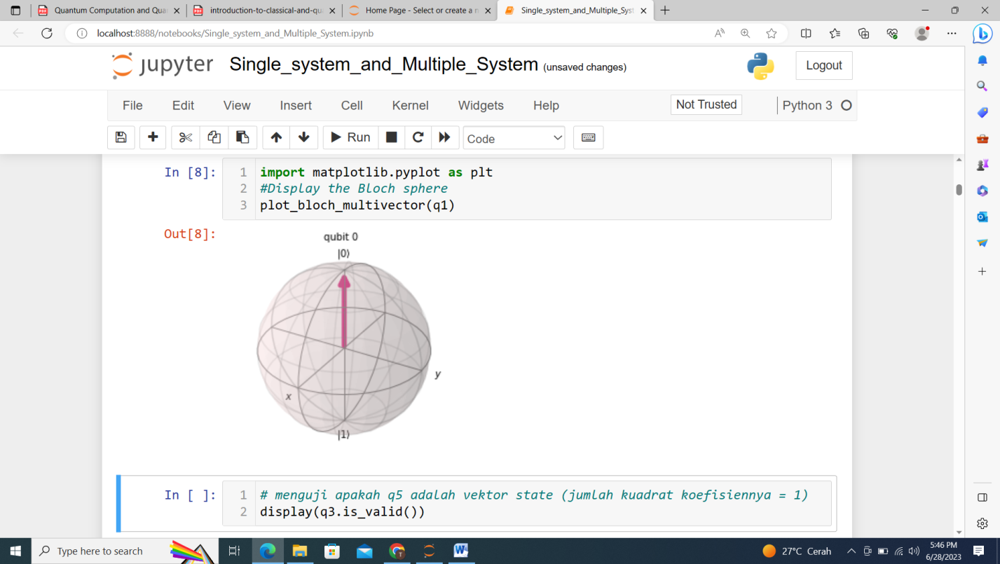 Quantum Computation and Qua
introduction-to-classical-and-qu
Home Page - Select or create a n
Single_system_and_Multiple_Syst
localhost:8888/notebooks/Single_system_and_Multiple_System.ipynb
jupyter Single_system_and_Multiple_System (unsaved changes)
Logout
File Edit View Insert Cell Kernel Widgets Help
Not Trusted
Python 3
Run
Code
In [8]:
1 import matplotlib.pyplot as plt
2 #Display the Bloch sphere
3 plot_bloch_multivector(q1)
Out[8]:
qubit 0
|0⟩
y
x
|1⟩
In [ ]:
1 # menguji apakah q5 adalah vektor state (jumlah kuadrat koefisiennya = 1)
2 display(q3.is_valid())
Type here to search
27°C Cerah
5:46 PM
6/28/2023